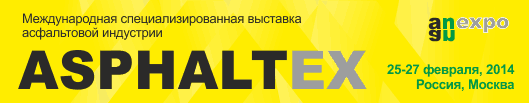 Международная специализированная выставка
асфальтовой индустрии
ASPHALTEX
expo
25-27 февраля, 2014
Россия, Москва